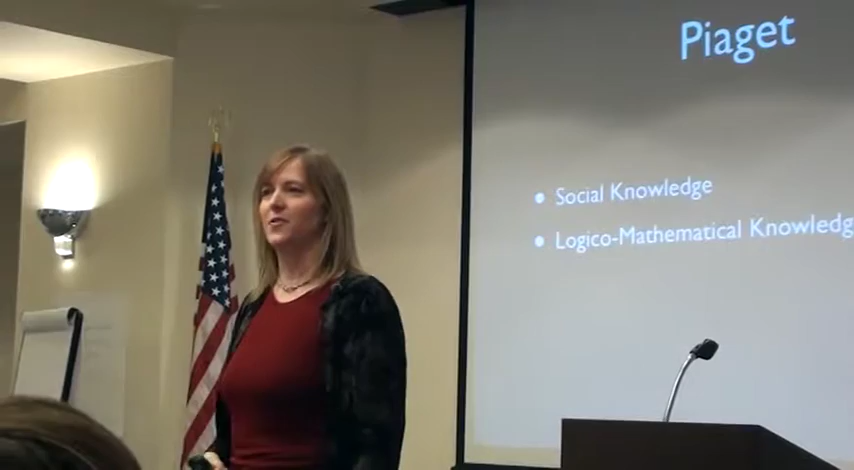 Piaget
• Social Knowledge
• Logico-Mathematical Knowledg